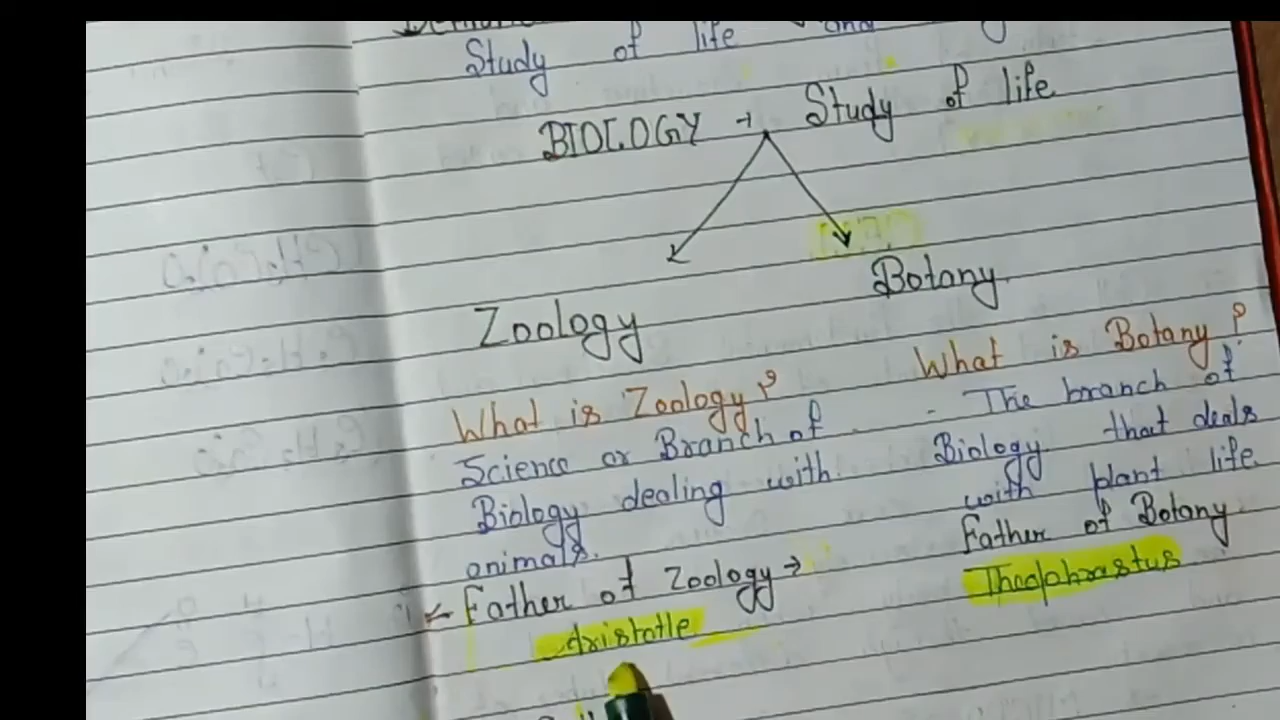 Study of life and
BIOLOGY → Study of life
Zoology
What is Zoology?
Science or Branch of
Biology dealing with
animals.
Father of Zoology →
Aristotle
Botany
What is Botany?
- The branch of
Biology that deals
with plant life
Father of Botany
Theophrastus